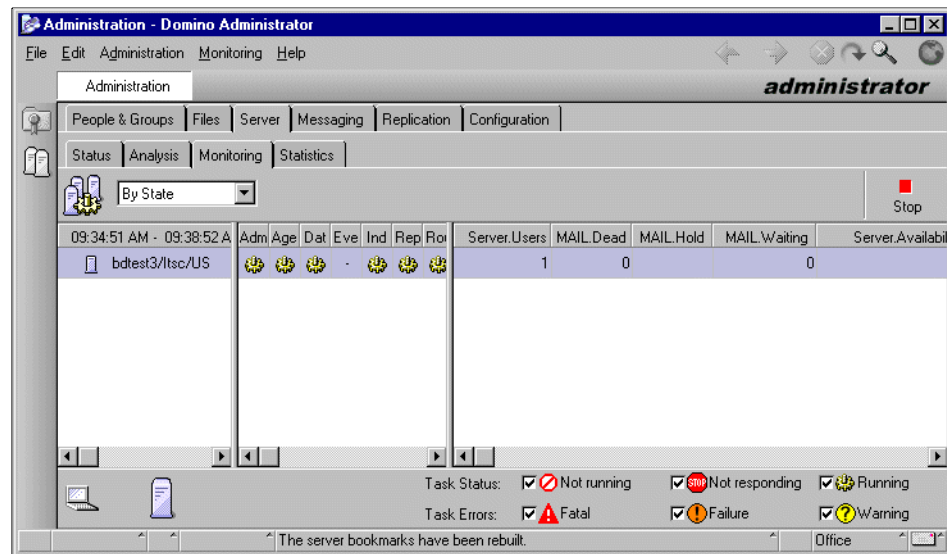 Administration - Domino Administrator
File Edit Administration Monitoring Help
Administration administrator
People & Groups Files Server Messaging Replication Configuration
Status Analysis Monitoring Statistics
By State
Stop
09:34:51 AM - 09:38:52 A Adm Age Dat Eve Ind Rep Rou Server.Users MAIL.Dead MAIL.Hold MAIL.Waiting Server.Availabil
bdtest3/Itsc/US - 1 0 0
Task Status: Not running STOP Not responding Running
Task Errors: Fatal Failure Warning
The server bookmarks have been rebuilt. Office